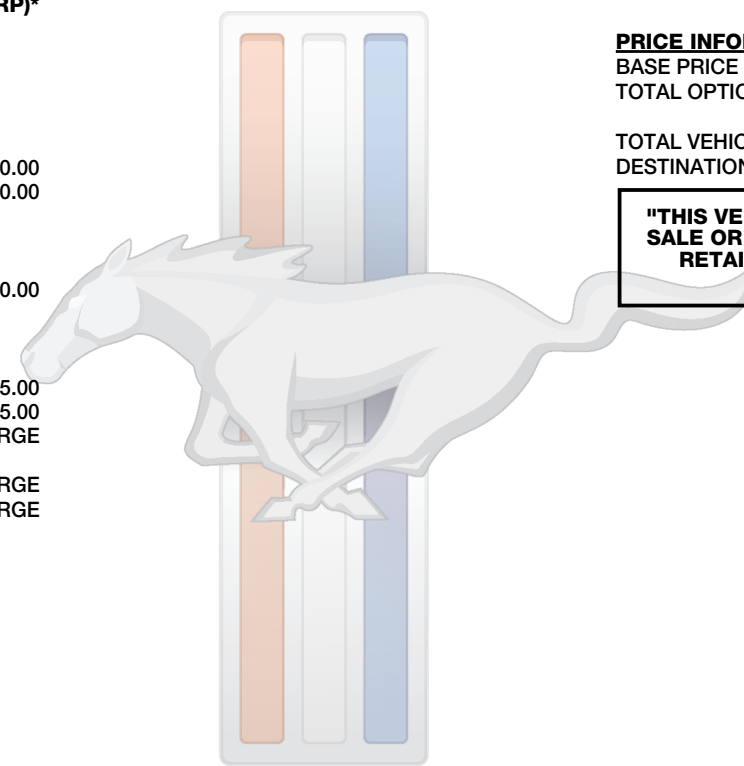 RP)*
0.00
0.00
0.00
5.00
5.00
RGE
RGE
RGE
PRICE INFO
BASE PRICE
TOTAL OPTIO
TOTAL VEHIC
DESTINATION
"THIS VE
SALE OR
RETAI